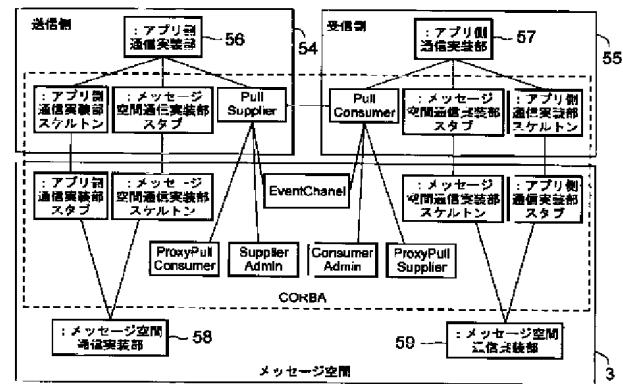 送信側
：アプリ側
通信実装部
56
54
受信側
：アプリ側
通信実装部
57
55
：アプリ側
通信実装部
スケルトン
：メッセージ
空間通信実装部
スタブ
Pull
Supplier
Pull
Consumer
：メッセージ
空間通信実装部
スタブ
：アプリ側
通信実装部
スケルトン
：アプリ側
通信実装部
スタブ
：メッセージ
空間通信実装部
スケルトン
EventChanel
：メッセージ
空間通信実装部
スケルトン
：アプリ側
通信実装部
スタブ
ProxyPull
Consumer
Supplier
Admin
Consumer
Admin
ProxyPull
Supplier
CORBA
：メッセージ空間
通信実装部
58
59
：メッセージ空間
通信実装部
メッセージ空間
3